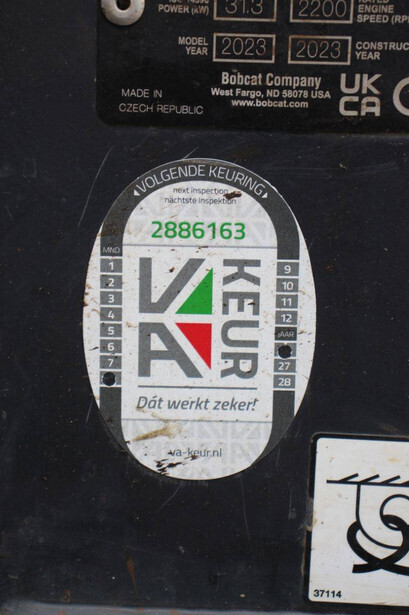 POWER (kW)
31.3
2200
ENGINE
SPEED (RP
MODEL
YEAR
2023
2023
CONSTRUC
YEAR
Bobcat Company
West Fargo, ND 58078 USA
www.bobcat.com
MADE IN
CZECH REPUBLIC
UK
CA
VOLGENDE KEURING
next inspection
nächste inspektion
2886163
MND
1
2
3
4
5
6
7
9
10
11
12
JAAR
27
28
VA
KEUR
Dát werkt zeker!
va-keur.nl
37114